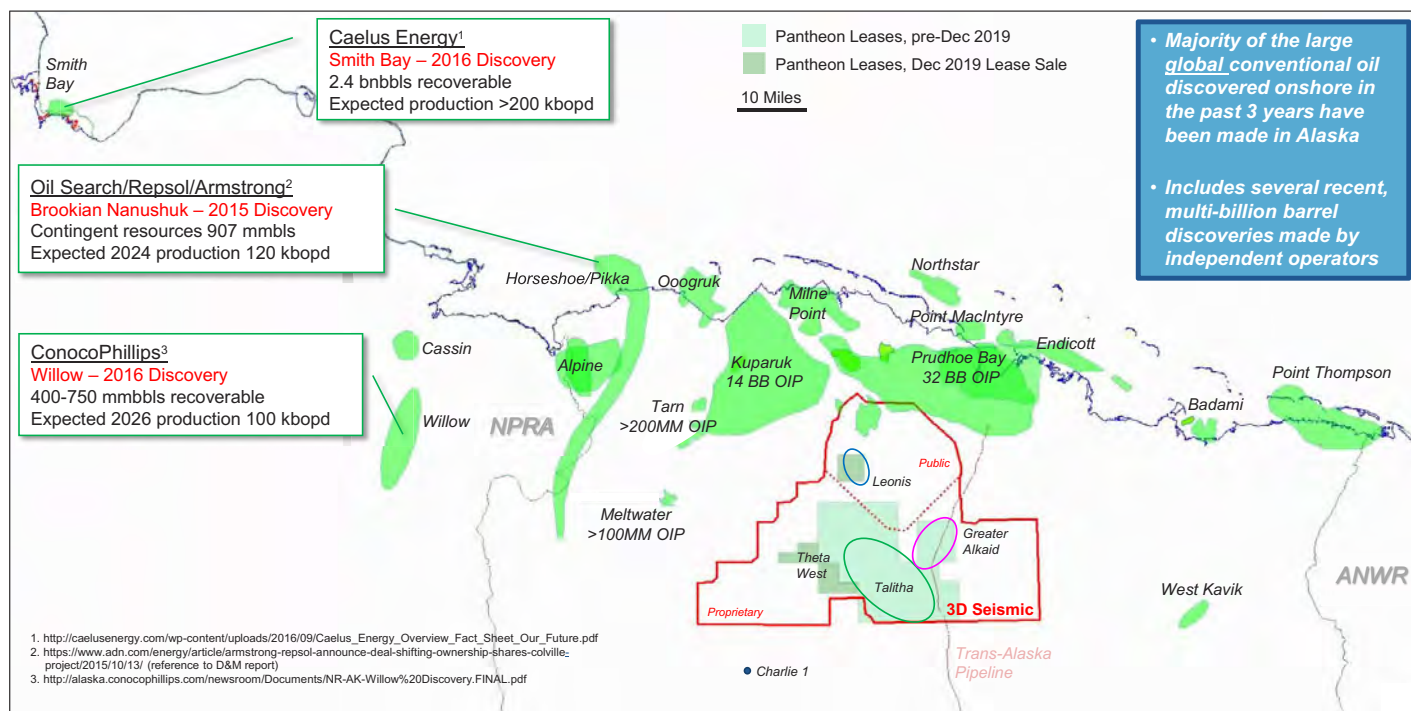 Caelus Energy1
Smith Bay – 2016 Discovery
2.4 bnbbls recoverable
Expected production >200 kbopd
Smith
Bay
Pantheon Leases, pre-Dec 2019
Pantheon Leases, Dec 2019 Lease Sale
10 Miles
• Majority of the large
global conventional oil
discovered onshore in
the past 3 years have
been made in Alaska
• Includes several recent,
multi-billion barrel
discoveries made by
independent operators
Oil Search/Repsol/Armstrong2
Brookian Nanushuk – 2015 Discovery
Contingent resources 907 mmbls
Expected 2024 production 120 kbopd
ConocoPhillips3
Willow – 2016 Discovery
400-750 mmbbls recoverable
Expected 2026 production 100 kbopd
Horseshoe/Pikka
Ooogruk
Milne
Point
Northstar
Point MacIntyre
Endicott
Cassin
Alpine
Kuparuk
14 BB OIP
Prudhoe Bay
32 BB OIP
Point Thompson
Badami
Willow
NPRA
Tarn
>200MM OIP
Public
Leonis
Meltwater
>100MM OIP
Greater
Alkaid
Theta
West
Talitha
West Kavik
ANWR
Proprietary
3D Seismic
Trans-Alaska
Pipeline
Charlie 1
1. http://caelusenergy.com/wp-content/uploads/2016/09/Caelus_Energy_Overview_Fact_Sheet_Our_Future.pdf
2. https://www.adn.com/energy/article/armstrong-repsol-announce-deal-shifting-ownership-shares-colville-
project/2015/10/13/ (reference to D&M report)
3. http://alaska.conocophillips.com/newsroom/Documents/NR-AK-Willow%20Discovery.FINAL.pdf